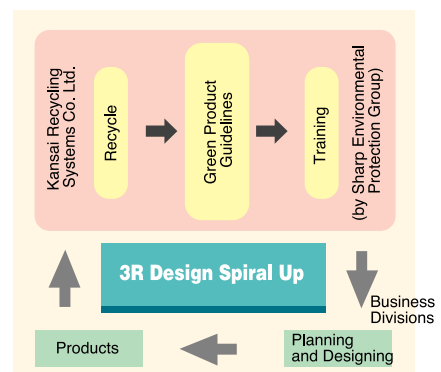 Kansai Recycling
Systems Co. Ltd.
Recycle
Green Product
Guidelines
Training
(by Sharp Environmental
Protection Group)
3R Design Spiral Up
Business
Divisions
Products
Planning
and Designing